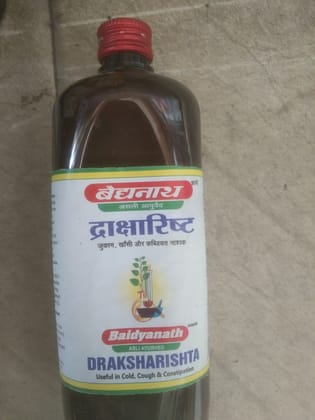 बैद्यनाथ
असली आयुर्वेद
द्राक्षारिष्ट
जुकाम, खाँसी और कब्जियत नाशक
Baidyanath
ASLI AYURVED
DRAKSHARISHTA
Useful in Cold, Cough & Constipation